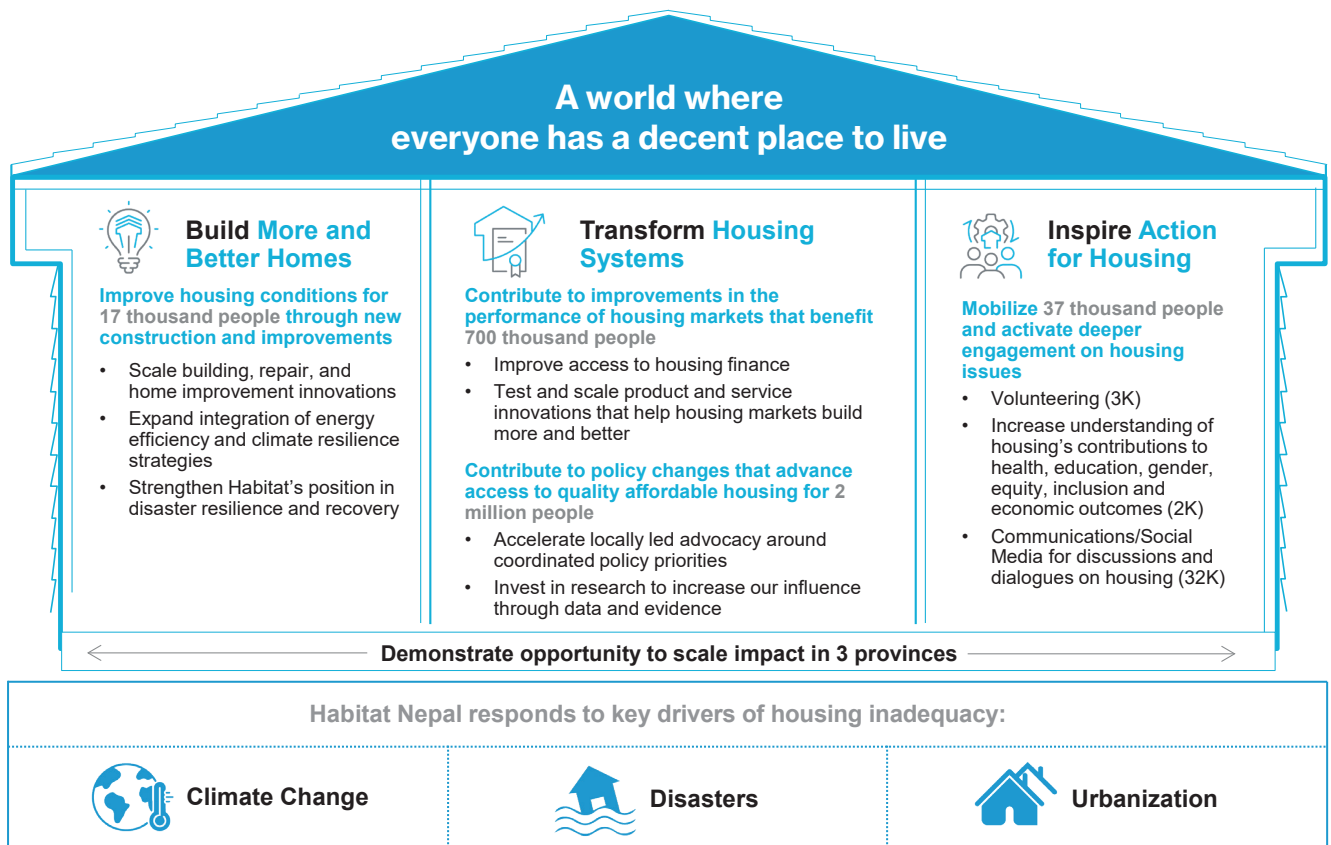 A world where
everyone has a decent place to live
Build More and
Better Homes
Improve housing conditions for
17 thousand people through new
construction and improvements
• Scale building, repair, and
home improvement innovations
• Expand integration of energy
efficiency and climate resilience
strategies
• Strengthen Habitat’s position in
disaster resilience and recovery
Transform Housing
Systems
Contribute to improvements in the
performance of housing markets that benefit
700 thousand people
• Improve access to housing finance
• Test and scale product and service
innovations that help housing markets build
more and better
Contribute to policy changes that advance
access to quality affordable housing for 2
million people
• Accelerate locally led advocacy around
coordinated policy priorities
• Invest in research to increase our influence
through data and evidence
Inspire Action
for Housing
Mobilize 37 thousand people
and activate deeper
engagement on housing
issues
• Volunteering (3K)
• Increase understanding of
housing’s contributions to
health, education, gender,
equity, inclusion and
economic outcomes (2K)
• Communications/Social
Media for discussions and
dialogues on housing (32K)
Demonstrate opportunity to scale impact in 3 provinces
Habitat Nepal responds to key drivers of housing inadequacy:
Climate Change
Disasters
Urbanization